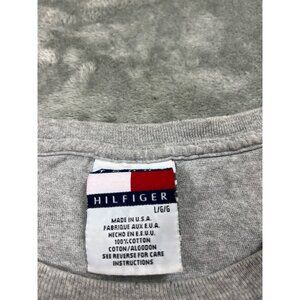 HILFIGER
L/G/G
MADE IN U.S.A.
FABRIQUE AUX E.U.A.
HECHO EN E.E.U.U.
100% COTTON
COTON/ALGODON
SEE REVERSE FOR CARE
INSTRUCTIONS